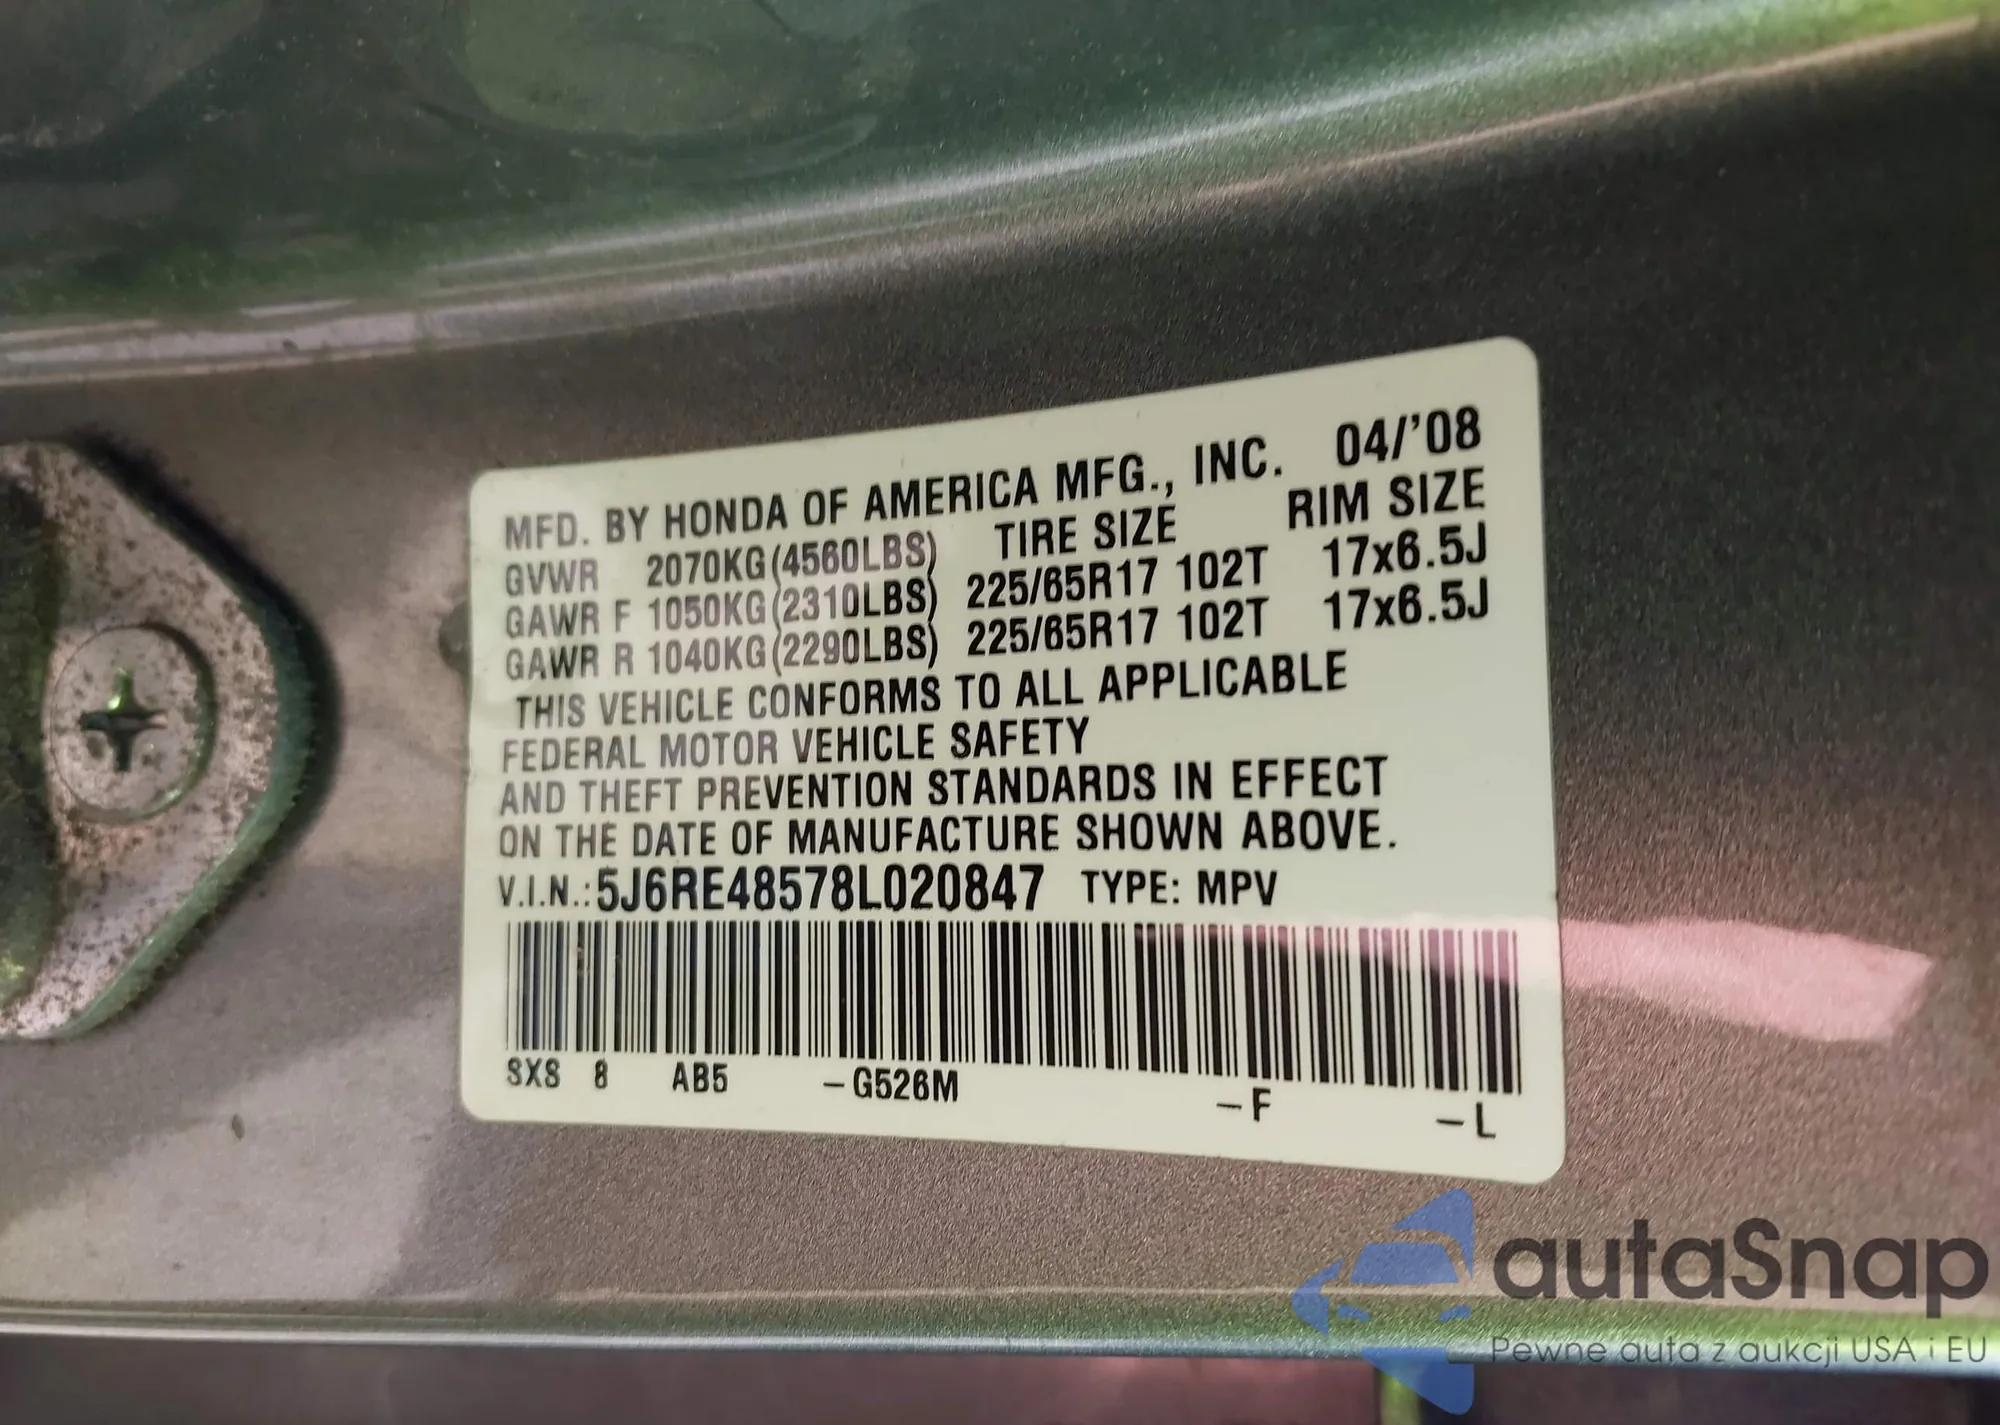 MFD. BY HONDA OF AMERICA MFG., INC. 04/'08
GVWR 2070KG(4560LBS) TIRE SIZE RIM SIZE
GAWR F 1050KG(2310LBS) 225/65R17 102T 17x6.5J
GAWR R 1040KG(2290LBS) 225/65R17 102T 17x6.5J
THIS VEHICLE CONFORMS TO ALL APPLICABLE
FEDERAL MOTOR VEHICLE SAFETY
AND THEFT PREVENTION STANDARDS IN EFFECT
ON THE DATE OF MANUFACTURE SHOWN ABOVE.
V.I.N.:5J6RE48578L020847 TYPE: MPV
SXS 8 AB5 –G526M –F –L
autaSnap
Pewne auta z aukcji USA i EU